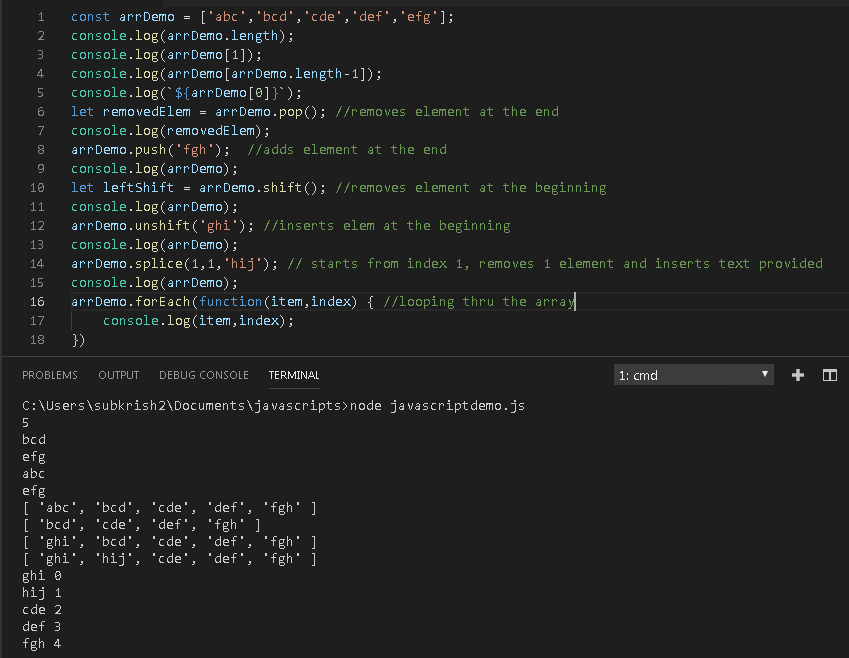 1 const arrDemo = ['abc','bcd','cde','def','efg'];
2 console.log(arrDemo.length);
3 console.log(arrDemo[1]);
4 console.log(arrDemo[arrDemo.length-1]);
5 console.log(`${arrDemo[0]}`);
6 let removedElem = arrDemo.pop(); //removes element at the end
7 console.log(removedElem);
8 arrDemo.push('fgh');  //adds element at the end
9 console.log(arrDemo);
10 let leftShift = arrDemo.shift(); //removes element at the beginning
11 console.log(arrDemo);
12 arrDemo.unshift('ghi'); //inserts elem at the beginning
13 console.log(arrDemo);
14 arrDemo.splice(1,1,'hij'); // starts from index 1, removes 1 element and inserts text provided
15 console.log(arrDemo);
16 arrDemo.forEach(function(item,index) { //looping thru the array
17     console.log(item,index);
18 })
PROBLEMS OUTPUT DEBUG CONSOLE TERMINAL 1: cmd
C:\Users\subkrish2\Documents\javascripts>node javascriptdemo.js
5
bcd
efg
abc
efg
[ 'abc', 'bcd', 'cde', 'def', 'fgh' ]
[ 'bcd', 'cde', 'def', 'fgh' ]
[ 'ghi', 'bcd', 'cde', 'def', 'fgh' ]
[ 'ghi', 'hij', 'cde', 'def', 'fgh' ]
ghi 0
hij 1
cde 2
def 3
fgh 4